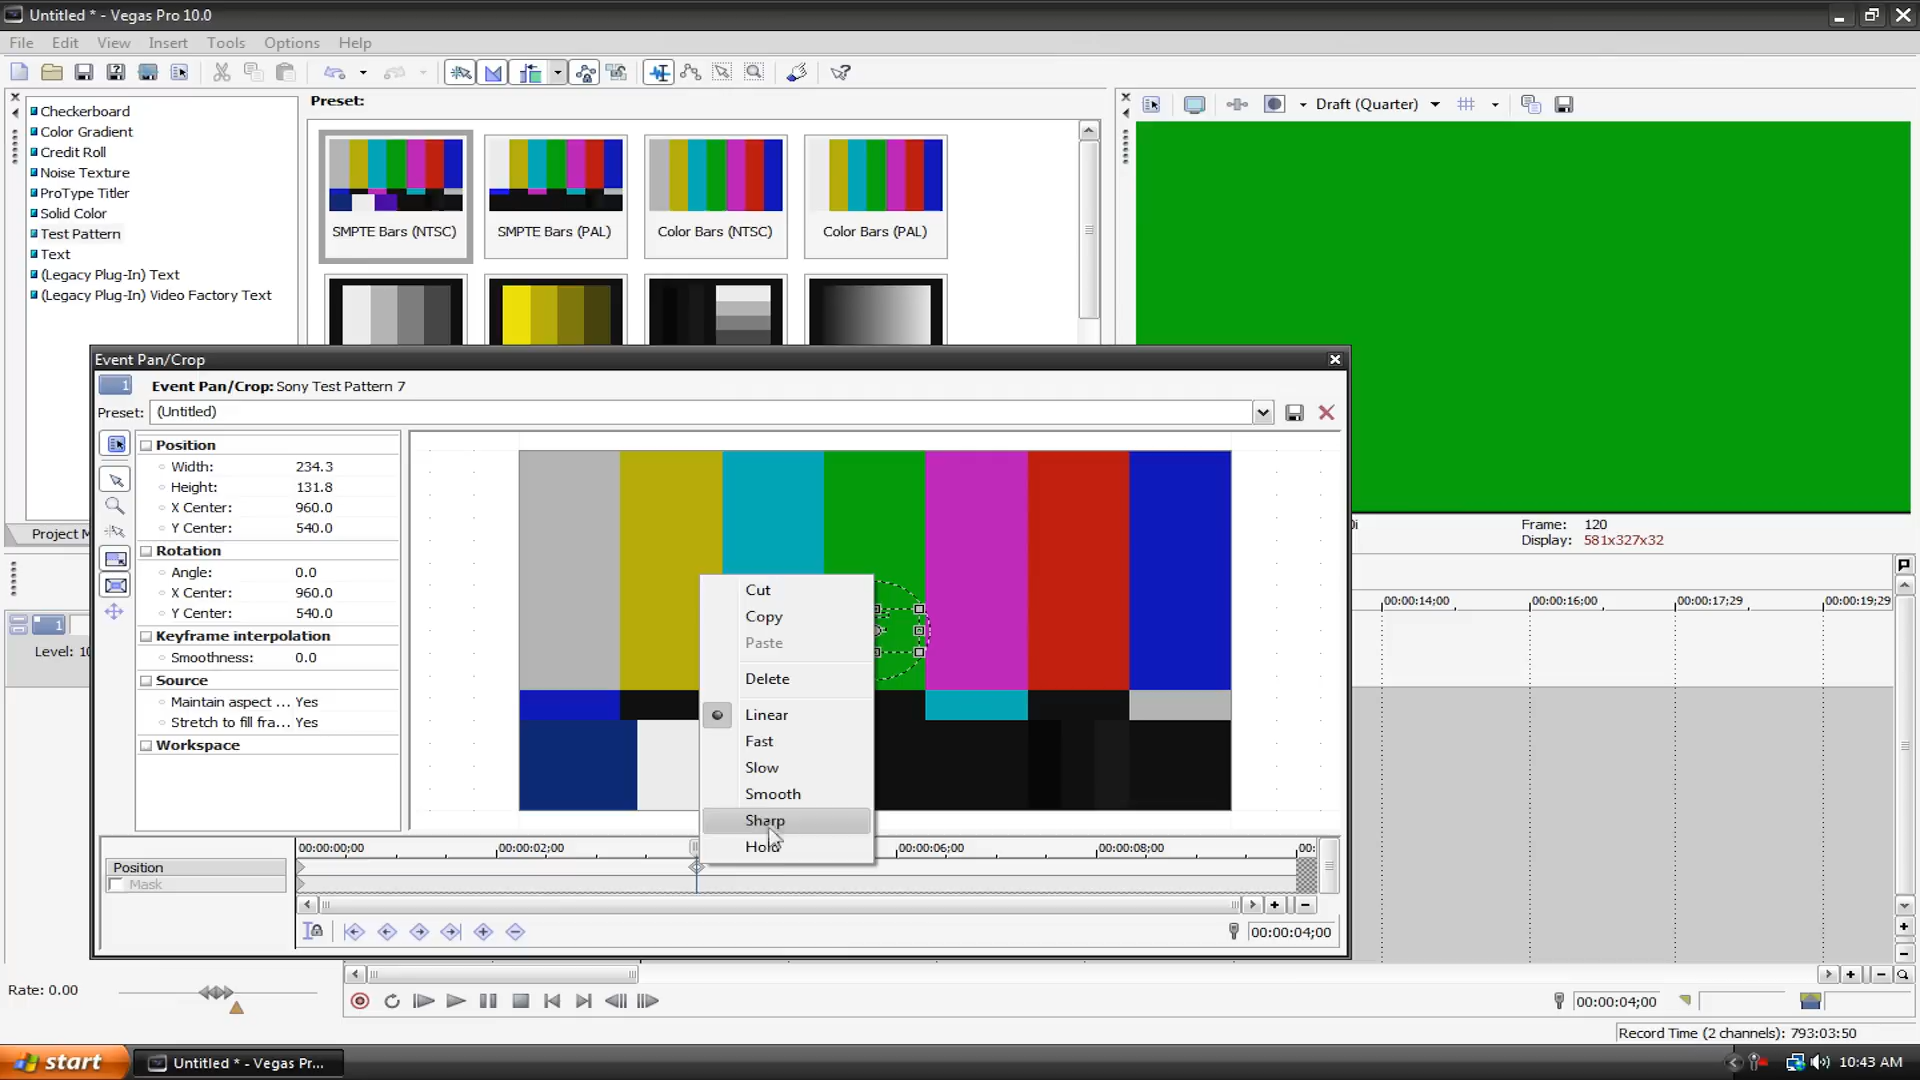 Untitled * - Vegas Pro 10.0
File Edit View Insert Tools Options Help
Checkerboard
Color Gradient
Credit Roll
Noise Texture
ProType Titler
Solid Color
Test Pattern
Text
(Legacy Plug-In) Text
(Legacy Plug-In) Video Factory Text
Project M
Preset:
SMPTE Bars (NTSC)
SMPTE Bars (PAL)
Color Bars (NTSC)
Color Bars (PAL)
Draft (Quarter)
Frame: 120
Display: 581x327x32
Event Pan/Crop
1
Event Pan/Crop: Sony Test Pattern 7
Preset: (Untitled)
Position
Width: 234.3
Height: 131.8
X Center: 960.0
Y Center: 540.0
Rotation
Angle: 0.0
X Center: 960.0
Y Center: 540.0
Keyframe interpolation
Smoothness: 0.0
Source
Maintain aspect ... Yes
Stretch to fill fra... Yes
Workspace
Cut
Copy
Paste
Delete
Linear
Fast
Slow
Smooth
Sharp
Hold
00:00:00;00 00:00:02;00 00:00:06;00 00:00:08;00 00:
Position
Mask
00:00:04;00
1
Level: 10
00:00:14;00 00:00:16;00 00:00:17;29 00:00:19;29
Rate: 0.00
00:00:04;00
Record Time (2 channels): 793:03:50
start
Untitled * - Vegas Pr...
10:43 AM